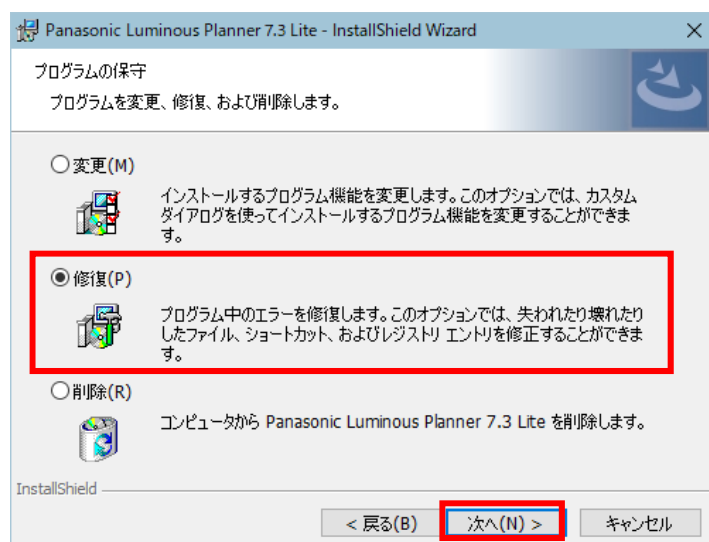 Panasonic Luminous Planner 7.3 Lite - InstallShield Wizard
プログラムの保守
プログラムを変更、修復、および削除します。
変更(M)
インストールするプログラム機能を変更します。このオプションでは、カスタム
ダイアログを使ってインストールするプログラム機能を変更することができま
す。
修復(P)
プログラム中のエラーを修復します。このオプションでは、失われたり壊れたり
したファイル、ショートカット、およびレジストリ エントリを修正することができま
す。
削除(R)
コンピュータから Panasonic Luminous Planner 7.3 Lite を削除します。
InstallShield
< 戻る(B) 次へ(N) > キャンセル